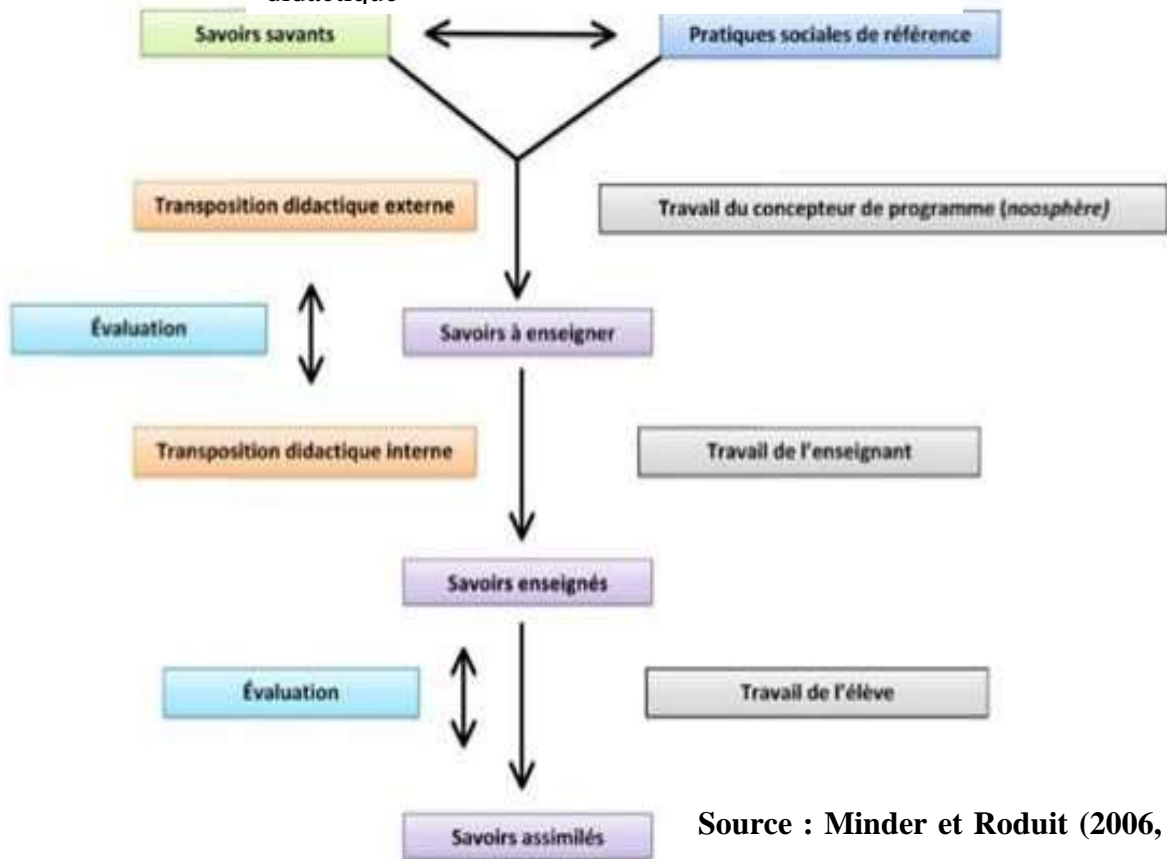 Savoirs savants
Pratiques sociales de référence
Transposition didactique externe
Travail du concepteur de programme (noosphère)
Évaluation
Savoirs à enseigner
Transposition didactique interne
Travail de l'enseignant
Savoirs enseignés
Évaluation
Travail de l'élève
Savoirs assimilés
Source : Minder et Roduit (2006,